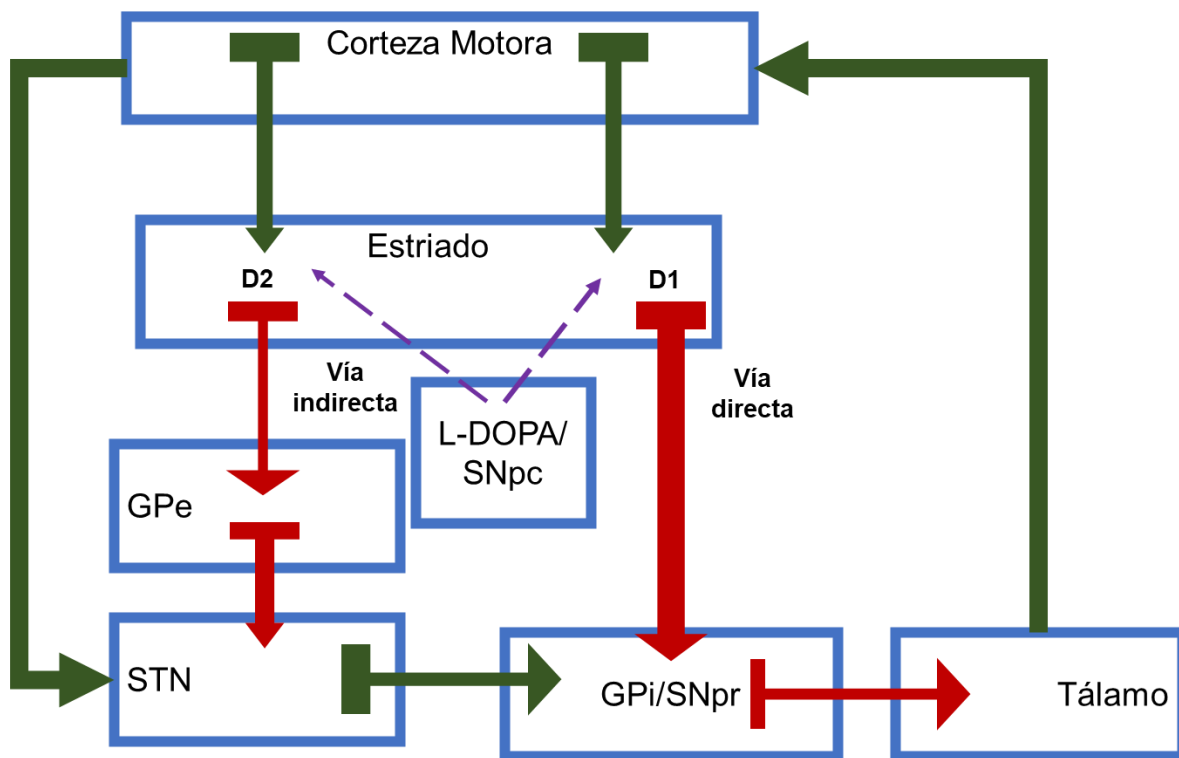 Corteza Motora
Estriado
D2
D1
Vía
indirecta
Vía
directa
L-DOPA/
SNpc
GPe
STN
GPi/SNpr
Tálamo